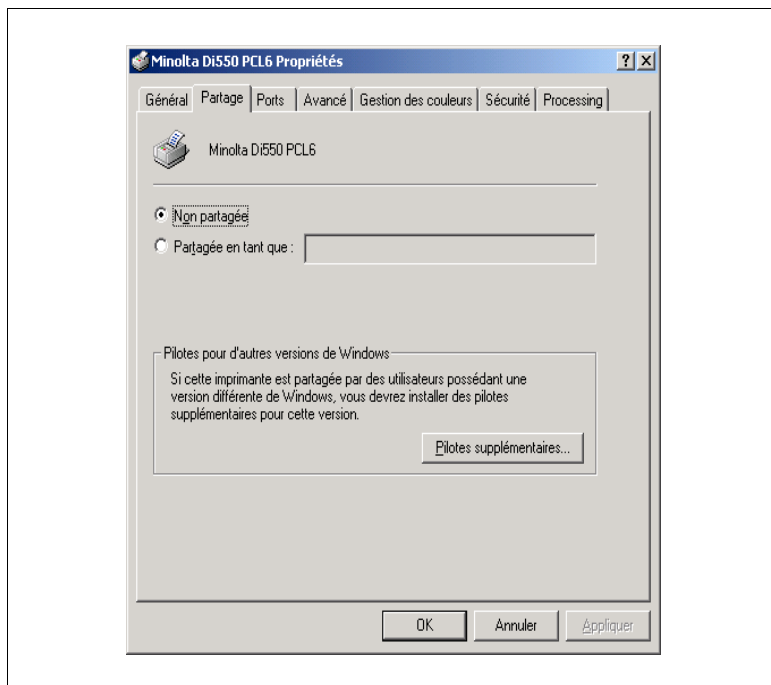 Minolta Di550 PCL6 Propriétés
Général Partage Ports Avancé Gestion des couleurs Sécurité Processing
Minolta Di550 PCL6
Non partagée
Partagée en tant que :
Pilotes pour d'autres versions de Windows
Si cette imprimante est partagée par des utilisateurs possédant une
version différente de Windows, vous devrez installer des pilotes
supplémentaires pour cette version.
Pilotes supplémentaires...
OK Annuler Appliquer